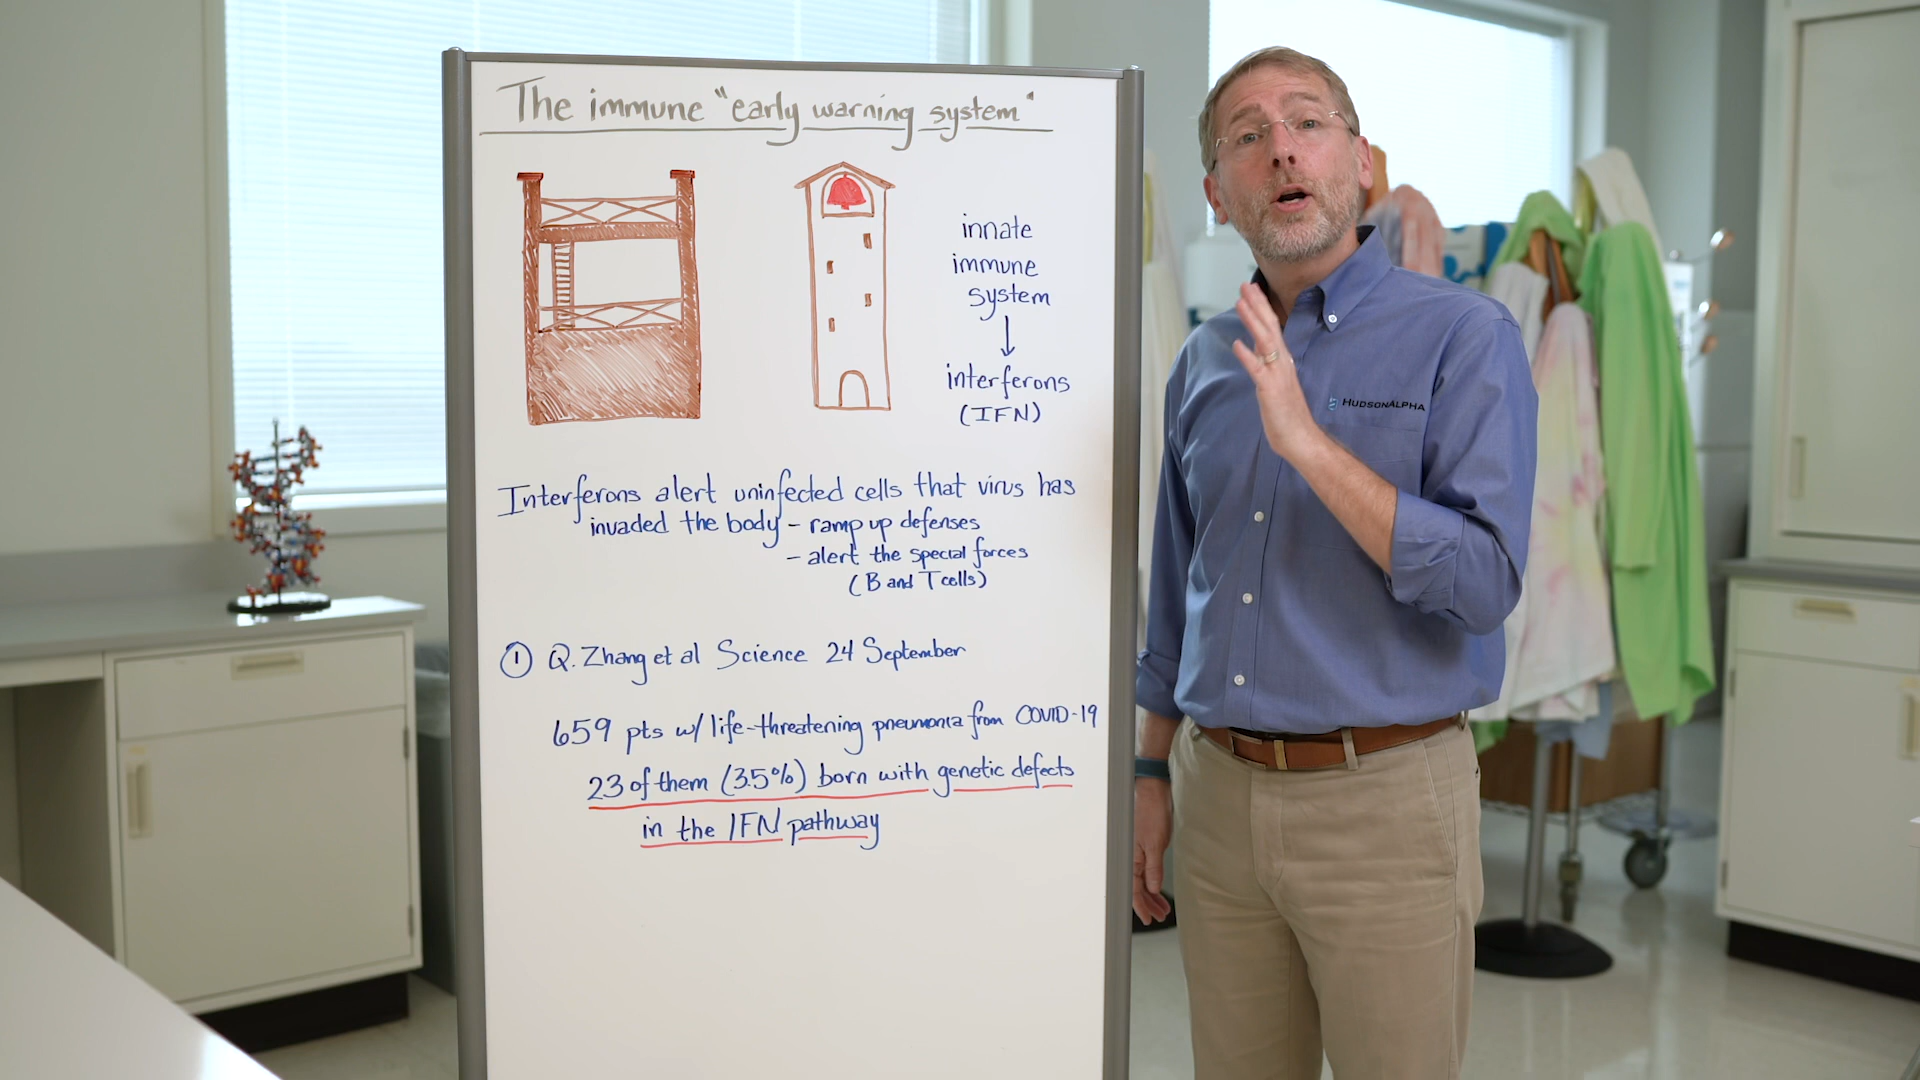 The immune "early warning system"
innate
immune
system
↓
interferons
(IFN)
Interferons alert uninfected cells that virus has
invaded the body - ramp up defenses
- alert the special forces
(B and T cells)
① Q. Zhang et al Science 24 September
659 pts w/ life-threatening pneumonia from COVID-19
23 of them (3.5%) born with genetic defects
in the IFN pathway
HUDSONALPHA